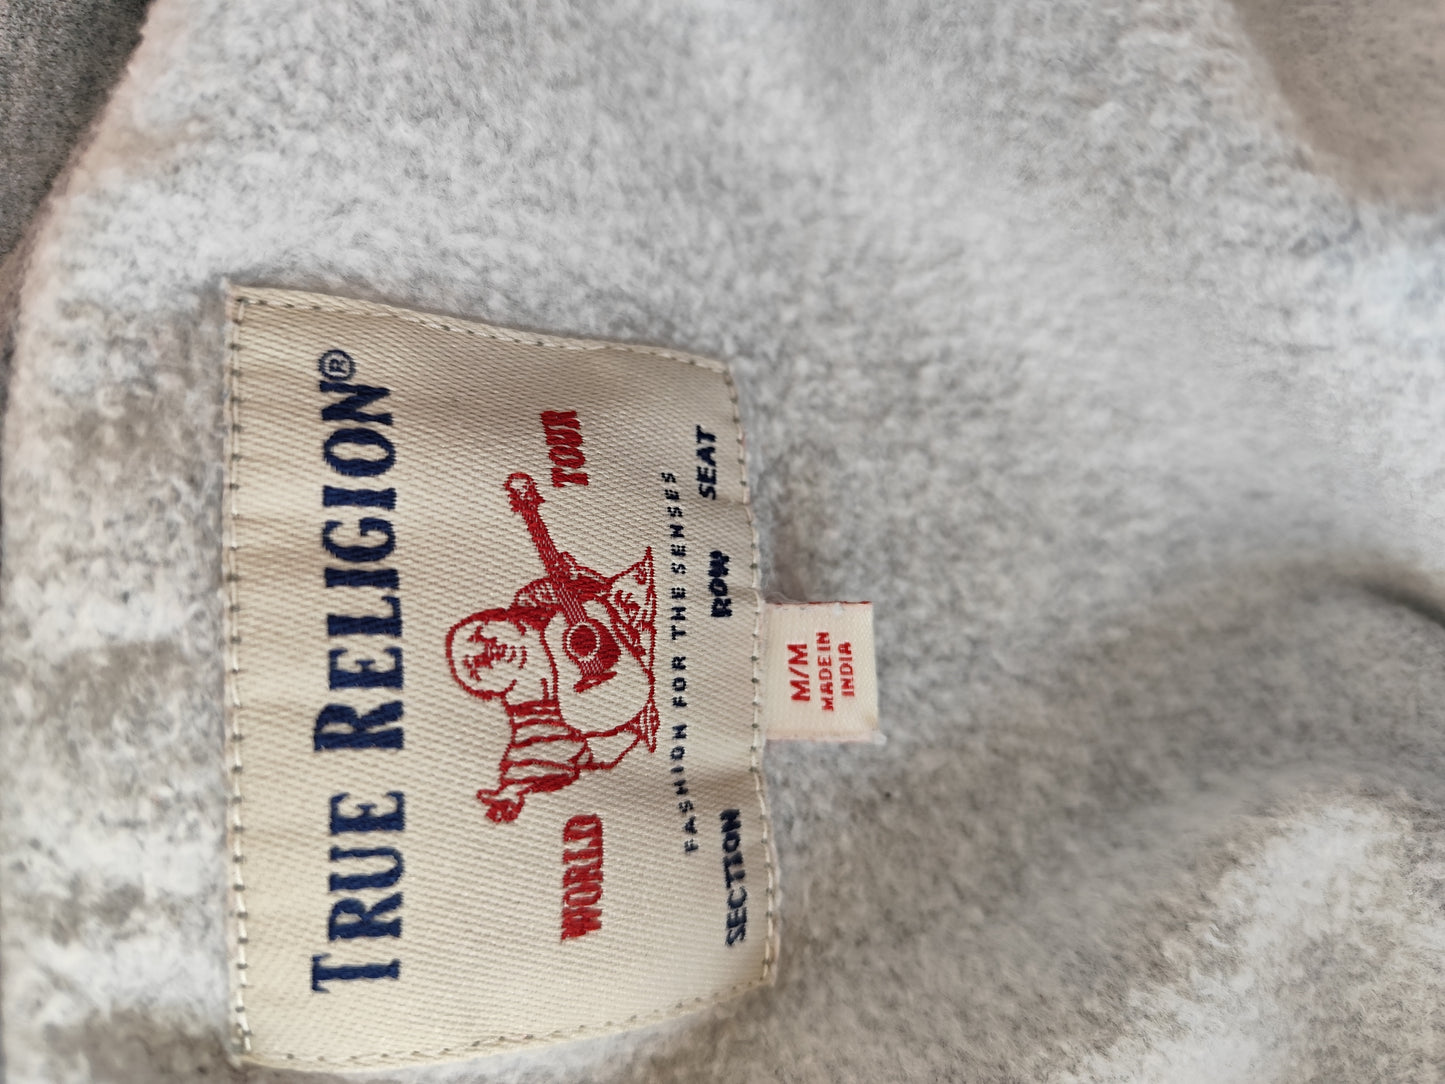 TRUE RELIGION®
WORLD TOUR
FASHION FOR THE SENSES
SECTION ROW SEAT
M/M
MADE IN
INDIA